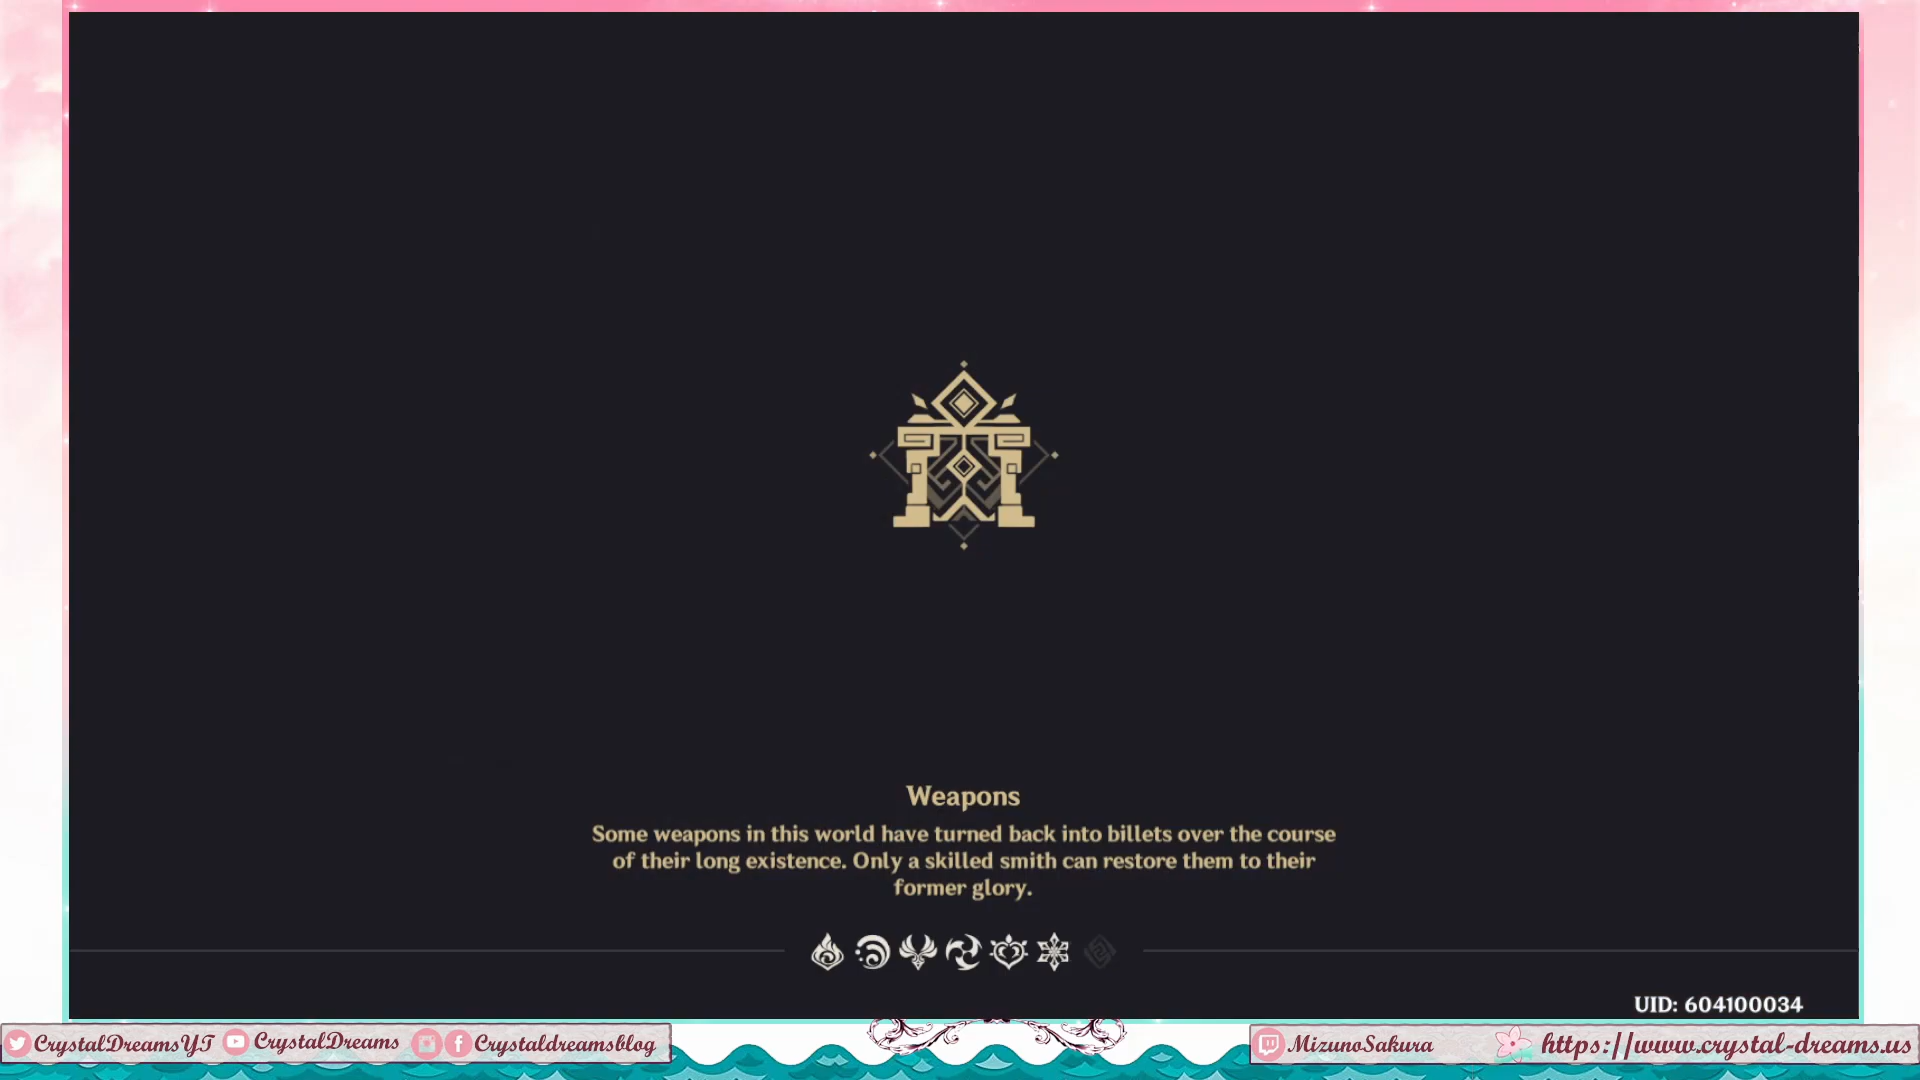 Weapons
Some weapons in this world have turned back into billets over the course
of their long existence. Only a skilled smith can restore them to their
former glory.
UID: 604100034
CrystalDreamsYT CrystalDreams Crystaldreamsblog
MizunoSakura https://www.crystal-dreams.us